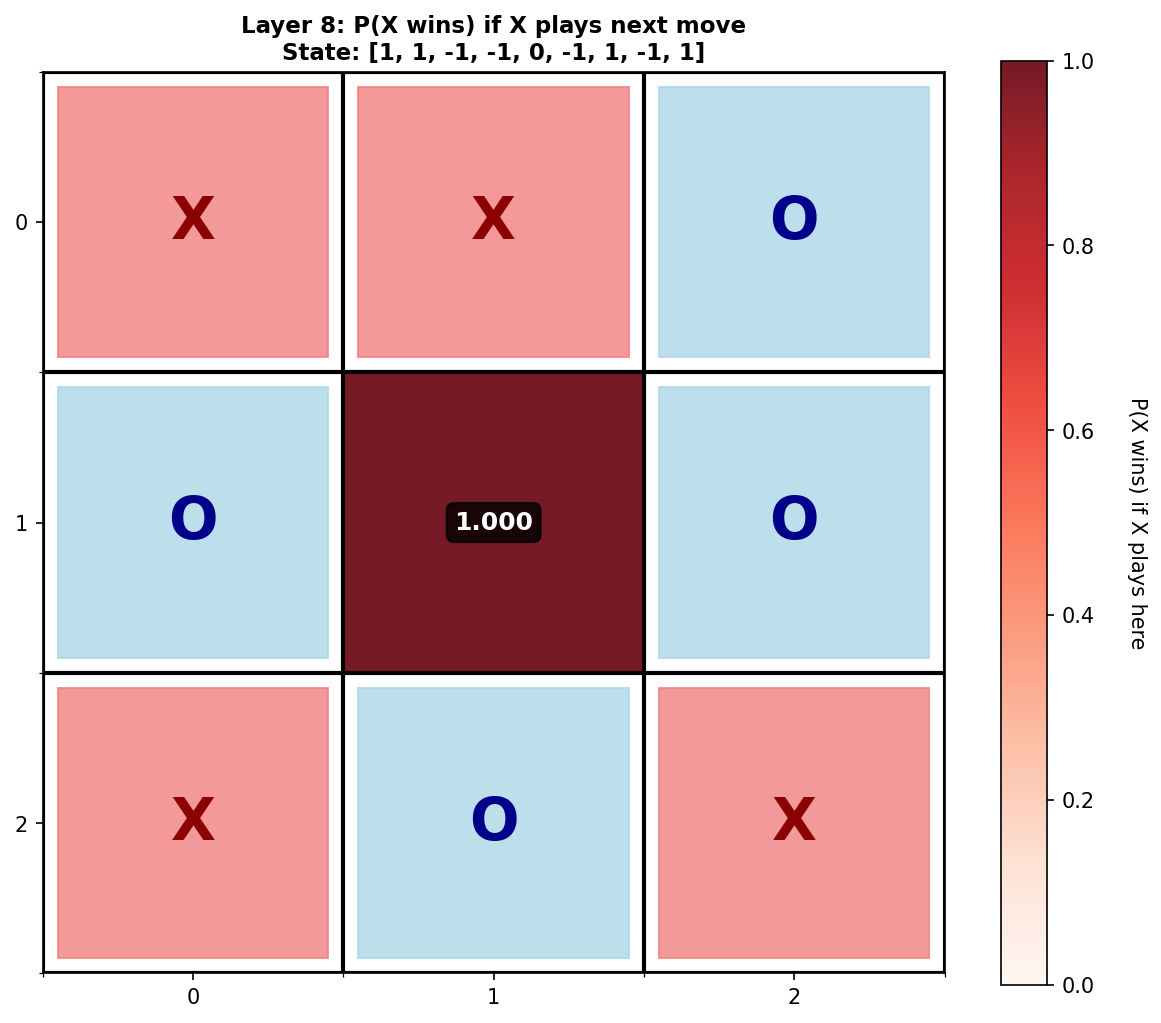 Layer 8: P(X wins) if X plays next move
State: [1, 1, -1, -1, 0, -1, 1, -1, 1]
X X O
O 1.000 O
X O X
0
1
2
0 1 2
1.0
0.8
0.6
0.4
0.2
0.0
P(X wins) if X plays here